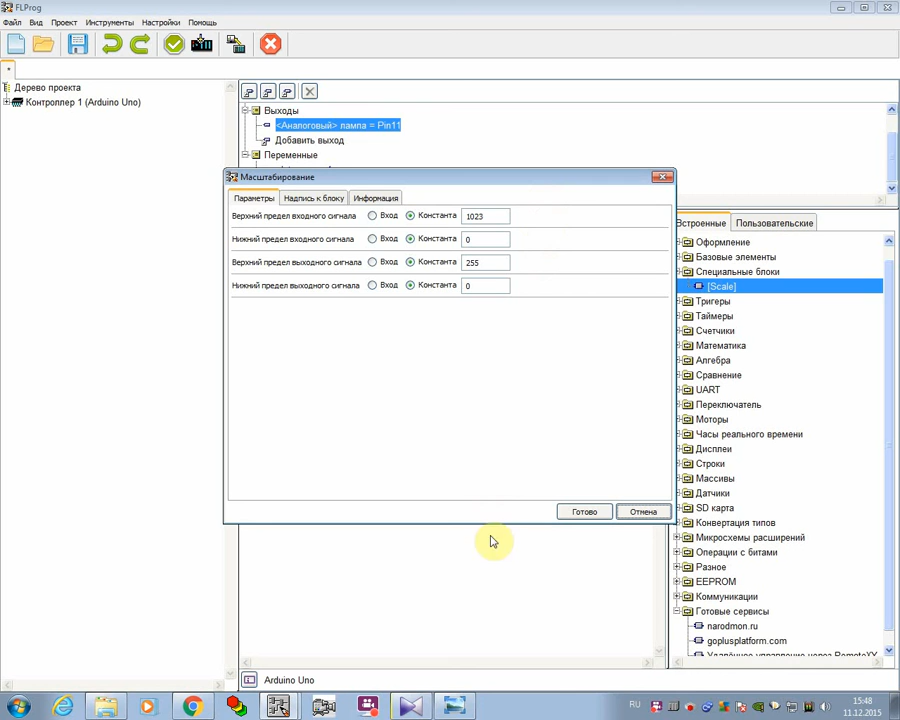 FLProg
Файл Вид Проект Инструменты Настройки Помощь
*
Дерево проекта
Контроллер 1 (Arduino Uno)
Выходы
<Аналоговый> лампа = Pin11
Добавить выход
Переменные
Масштабирование
Параметры Надпись к блоку Информация
Верхний предел входного сигнала Вход Константа 1023
Нижний предел входного сигнала Вход Константа 0
Верхний предел выходного сигнала Вход Константа 255
Нижний предел выходного сигнала Вход Константа 0
Готово Отмена
Встроенные Пользовательские
Оформление
Базовые элементы
Специальные блоки
[Scale]
Тригеры
Таймеры
Счетчики
Математика
Алгебра
Сравнение
UART
Переключатель
Моторы
Часы реального времени
Дисплеи
Строки
Массивы
Датчики
SD карта
Конвертация типов
Микросхемы расширений
Операции с битами
Разное
EEPROM
Коммуникации
Готовые сервисы
narodmon.ru
goplusplatform.com
Удалённое управление через RemoteXY
Arduino Uno
RU
15:48
11.12.2015